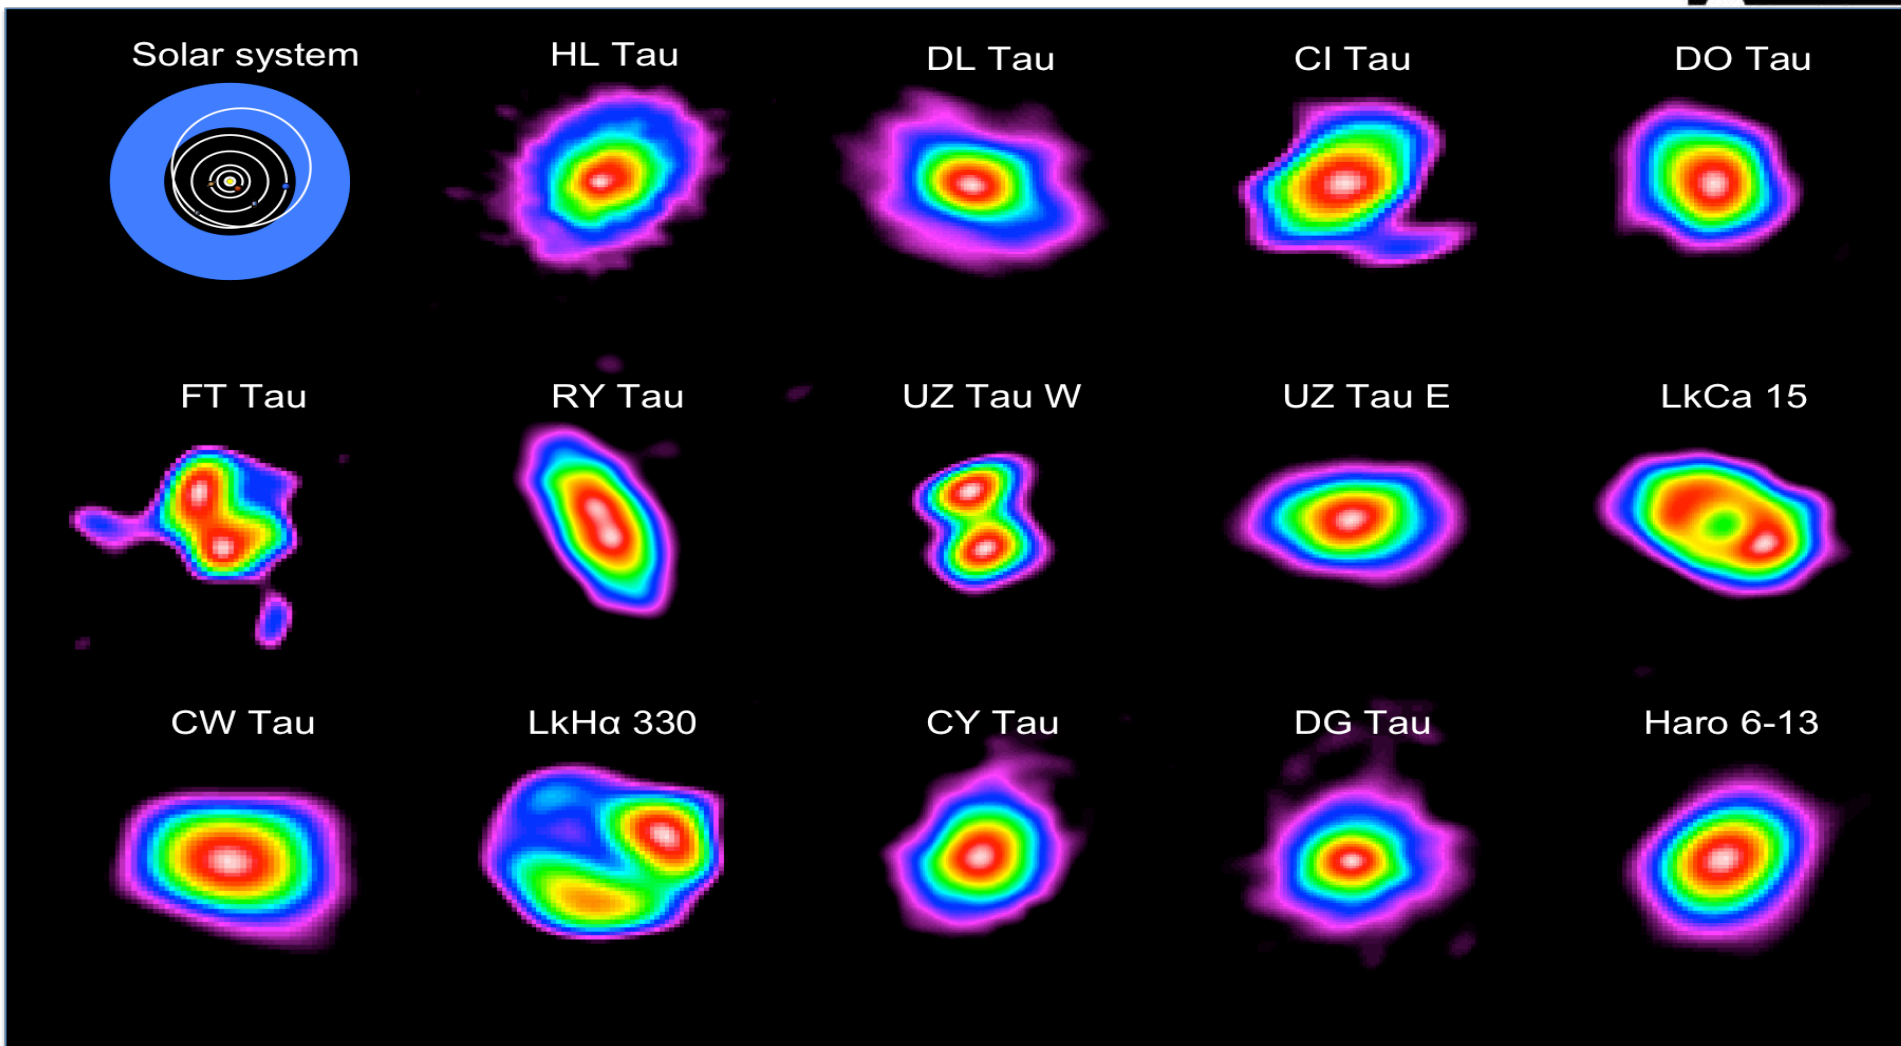 Solar system
HL Tau
DL Tau
CI Tau
DO Tau
FT Tau
RY Tau
UZ Tau W
UZ Tau E
LkCa 15
CW Tau
LkHα 330
CY Tau
DG Tau
Haro 6-13